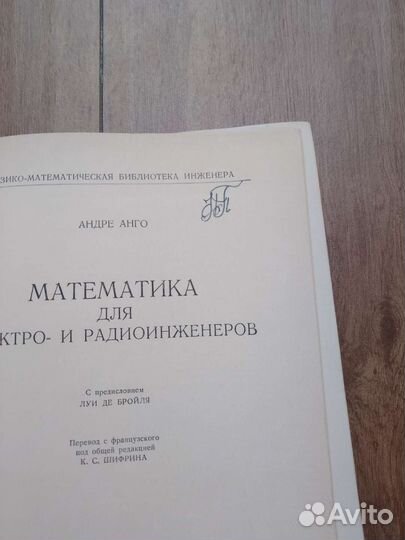 ЗИКО-МАТЕМАТИЧЕСКАЯ БИБЛИОТЕКА ИНЖЕНЕРА
АНДРЕ АНГО
МАТЕМАТИКА
ДЛЯ
КТРО- И РАДИОИНЖЕНЕРОВ
С предисловием
ЛУИ ДЕ БРОЙЛЯ
Перевод с французского
под общей редакцией
К. С. ШИФРИНА
Avito